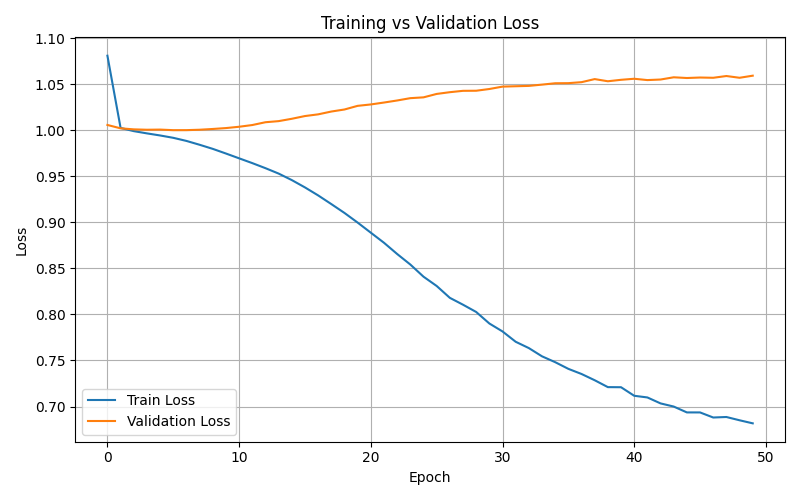 Training vs Validation Loss
1.10
1.05
1.00
0.95
0.90
0.85
0.80
0.75
0.70
Loss
Train Loss
Validation Loss
0 10 20 30 40 50
Epoch